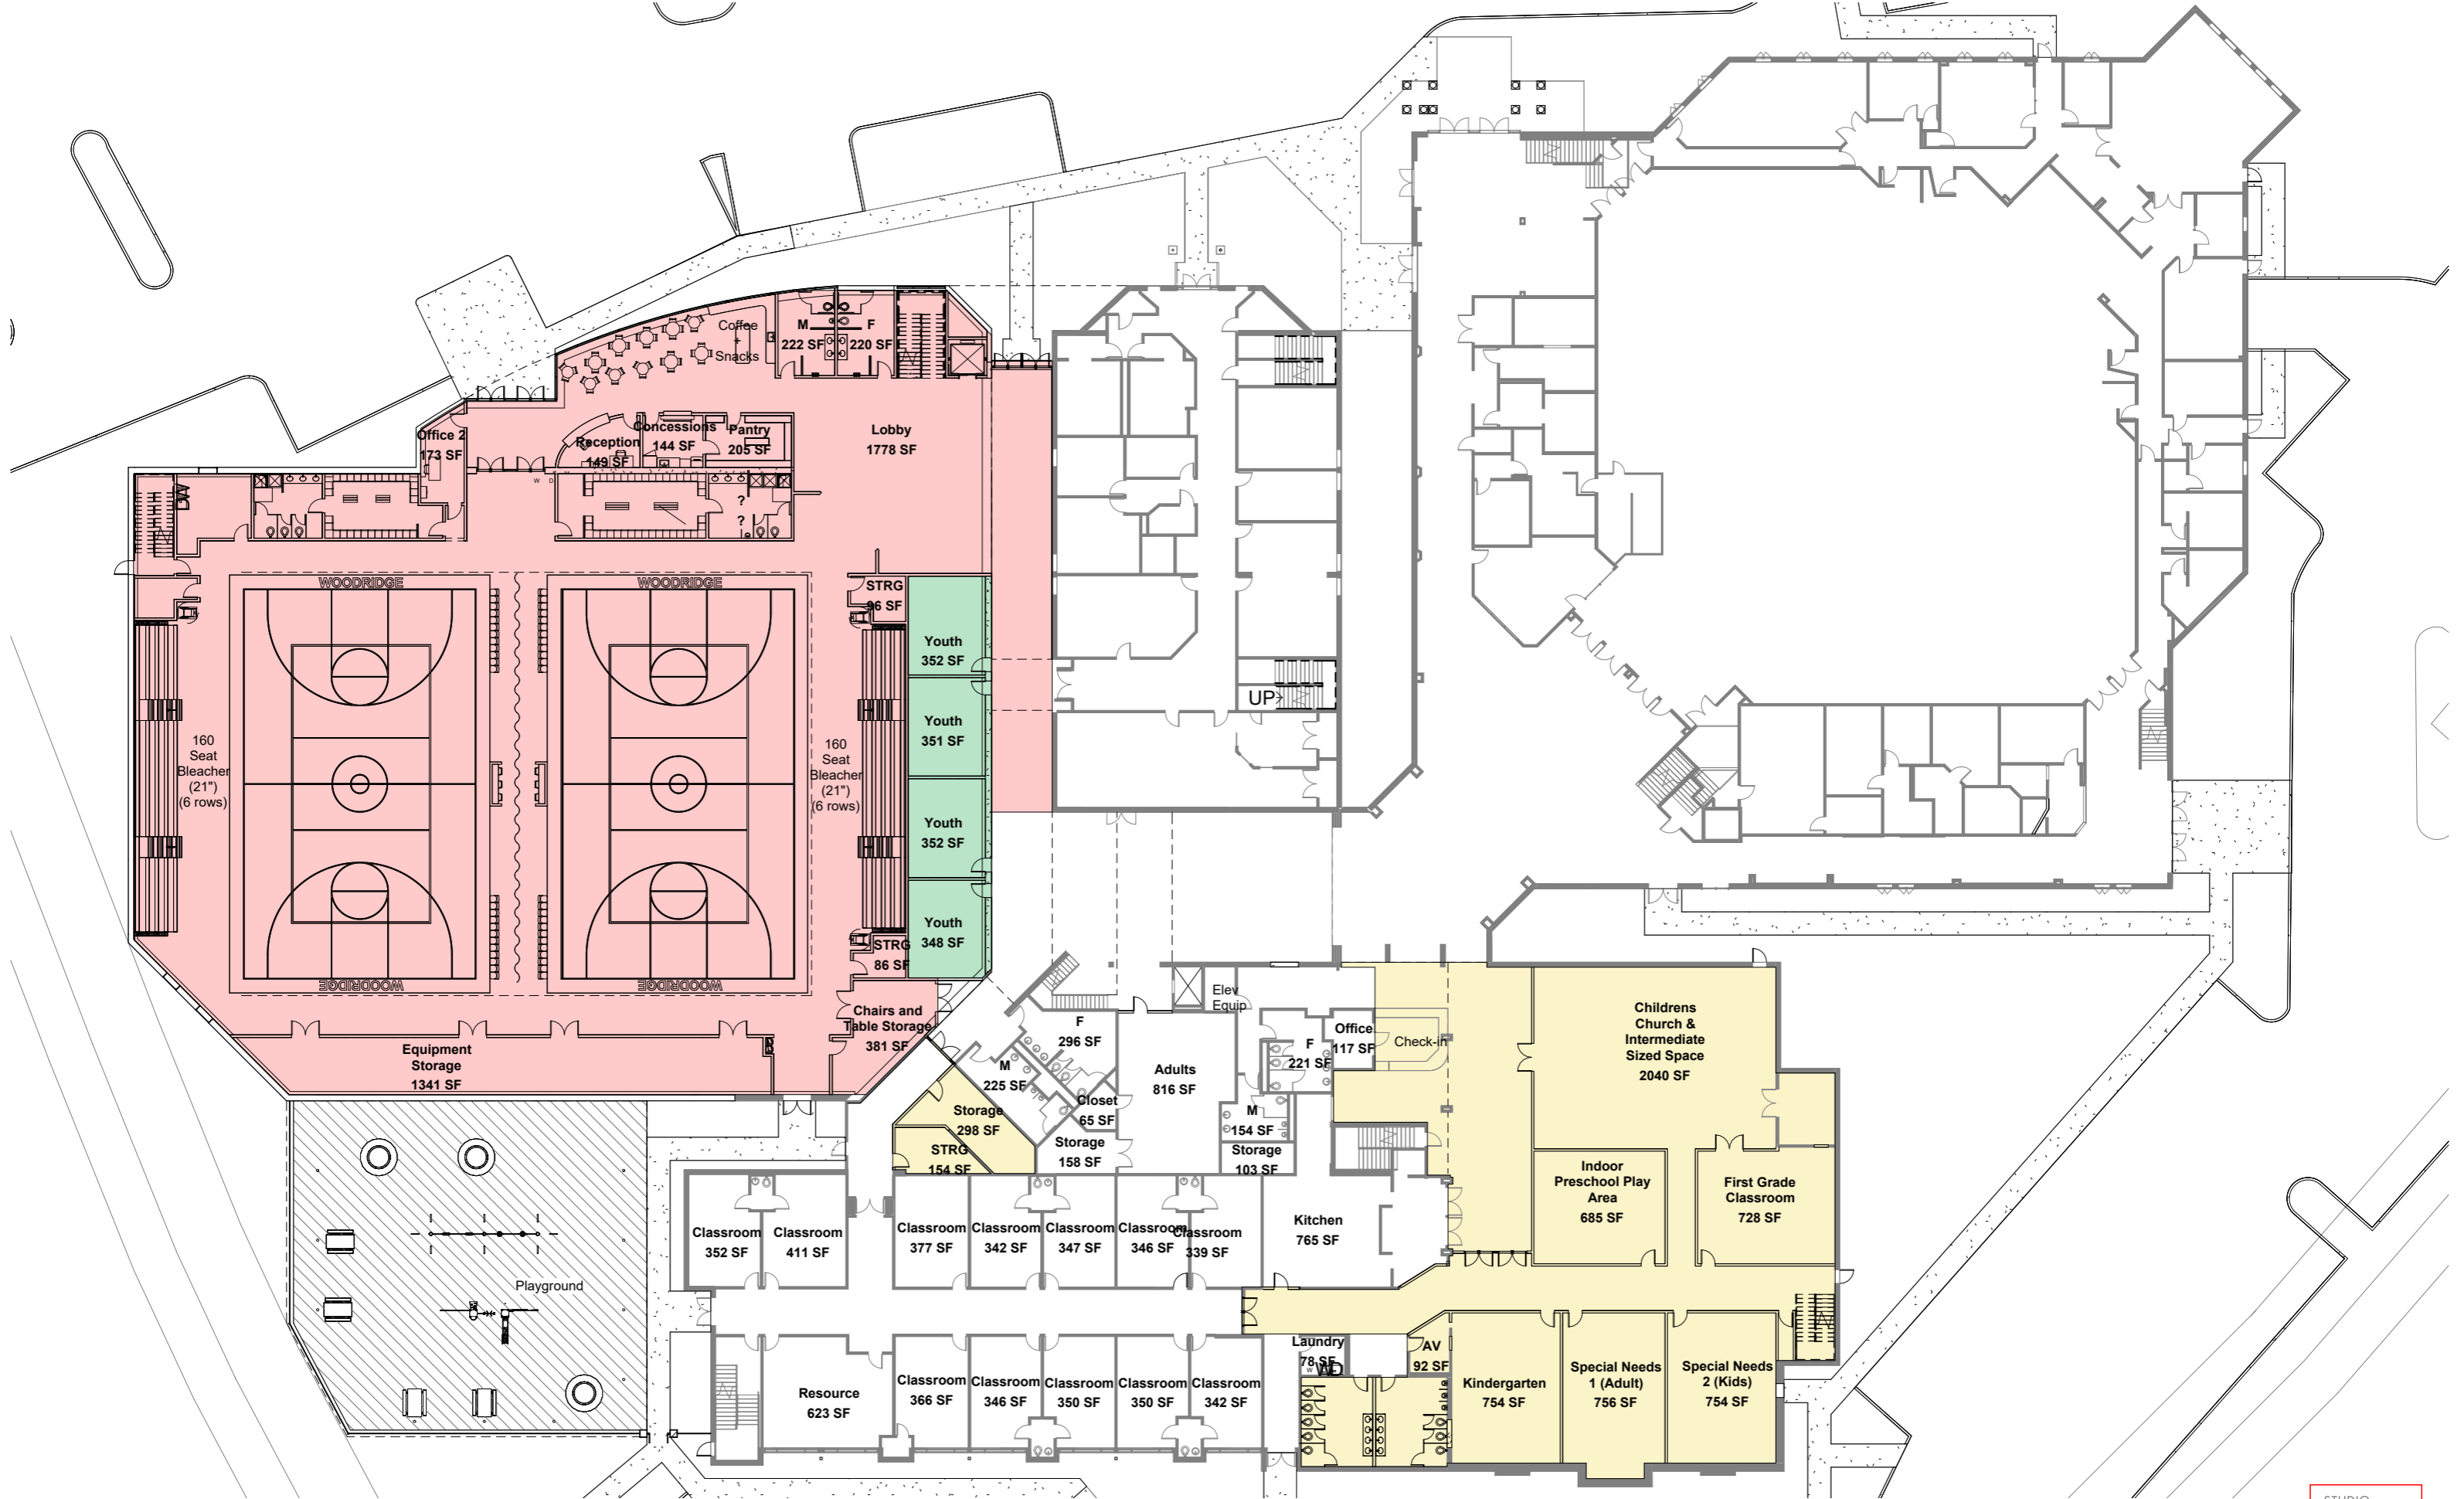 Coffee
+
Snacks
M
222 SF
F
220 SF
Office 2
173 SF
Reception
149 SF
Concessions
144 SF
Pantry
205 SF
Lobby
1778 SF
W D
?
?
WOODRIDGE
WOODRIDGE
STRG
96 SF
Youth
352 SF
Youth
351 SF
Youth
352 SF
Youth
348 SF
160
Seat
Bleacher
(21")
(6 rows)
160
Seat
Bleacher
(21")
(6 rows)
UP
STRG
86 SF
WOODRIDGE
WOODRIDGE
Chairs and
Table Storage
381 SF
Equipment
Storage
1341 SF
Elev
Equip
F
296 SF
M
225 SF
Closet
65 SF
Adults
816 SF
F
221 SF
Office
117 SF
Check-in
M
154 SF
Storage
103 SF
Storage
298 SF
STRG
154 SF
Storage
158 SF
Childrens
Church &
Intermediate
Sized Space
2040 SF
Indoor
Preschool Play
Area
685 SF
First Grade
Classroom
728 SF
Classroom
352 SF
Classroom
411 SF
Classroom
377 SF
Classroom
342 SF
Classroom
347 SF
Classroom
346 SF
Classroom
339 SF
Kitchen
765 SF
Playground
Resource
623 SF
Classroom
366 SF
Classroom
346 SF
Classroom
350 SF
Classroom
350 SF
Classroom
342 SF
Laundry
78 SF
WD
AV
92 SF
Kindergarten
754 SF
Special Needs
1 (Adult)
756 SF
Special Needs
2 (Kids)
754 SF
STUDIO